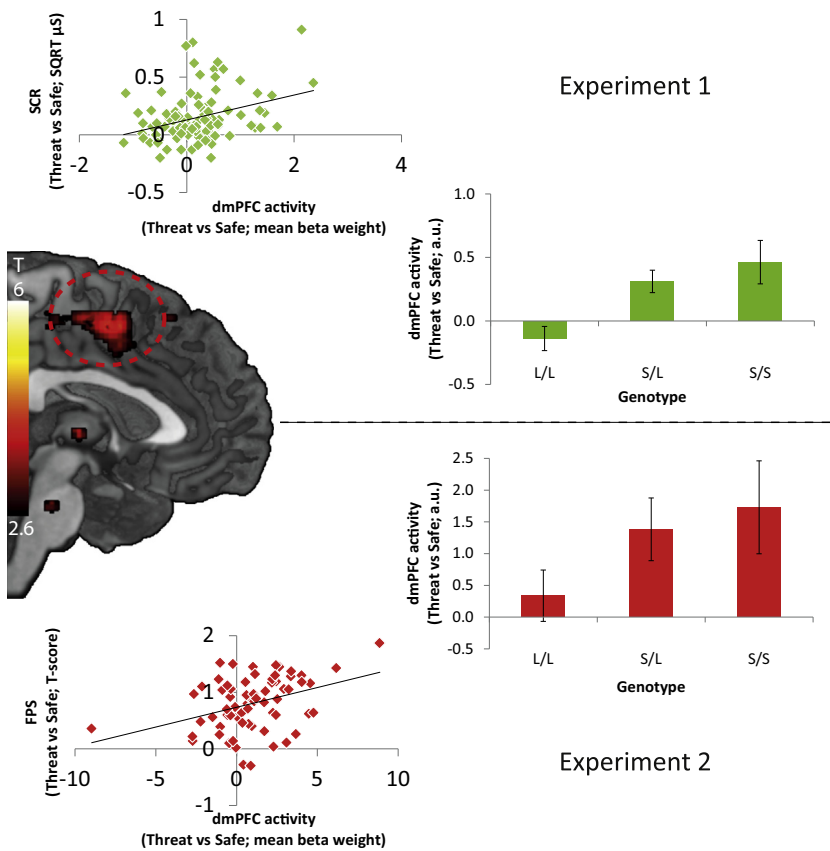 1
SCR
(Threat vs Safe; SQRT µS)
0.5
0
-2
0
2
4
-0.5
dmPFC activity
(Threat vs Safe; mean beta weight)
Experiment 1
1.0
0.5
0.0
-0.5
dmPFC activity
(Threat vs Safe; a.u.)
L/L
S/L
S/S
Genotype
T
6
2.6
2.5
2.0
1.5
1.0
0.5
0.0
-0.5
dmPFC activity
(Threat vs Safe; a.u.)
L/L
S/L
S/S
Genotype
FPS
(Threat vs Safe; T-score)
2
1
0
-10
-5
0
5
10
-1
dmPFC activity
(Threat vs Safe; mean beta weight)
Experiment 2